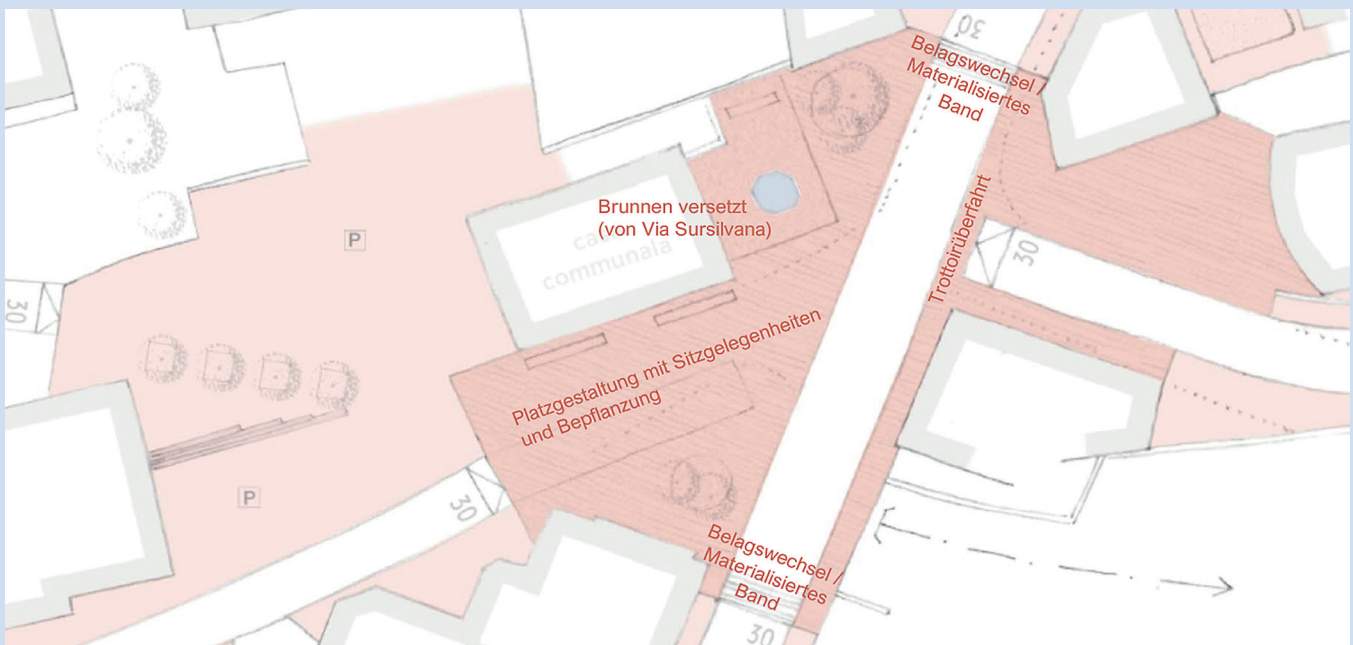 30
Belagswechsel /
Materialisiertes
Band
Brunnen versetzt
(von Via Sursilvana)
communala
P
Trottoirüberfahrt
30
30
Platzgestaltung mit Sitzgelegenheiten
und Bepflanzung
P
30
Belagswechsel /
Materialisiertes
Band
30